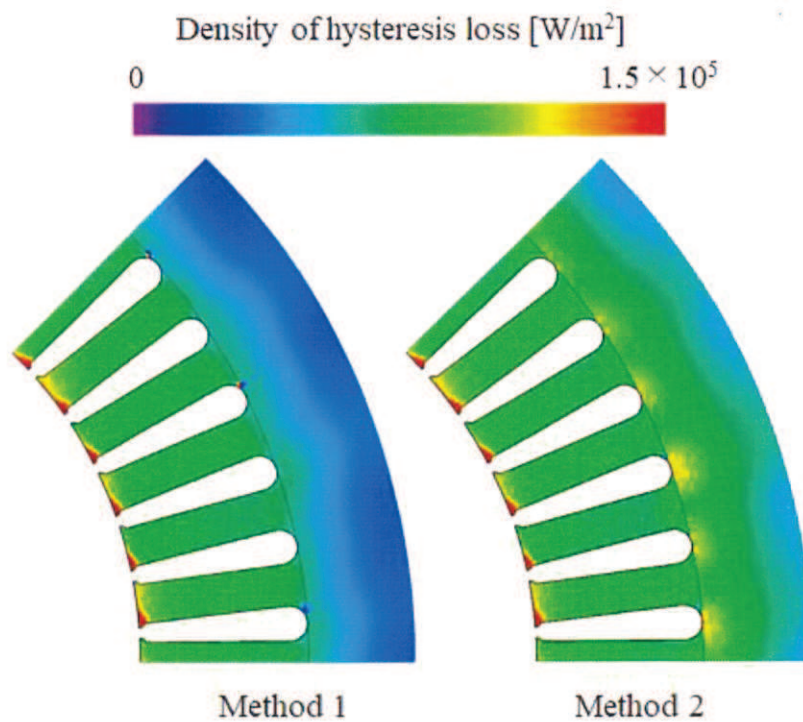 Density of hysteresis loss [W/m²]
0
1.5 × 10⁵
Method 1
Method 2